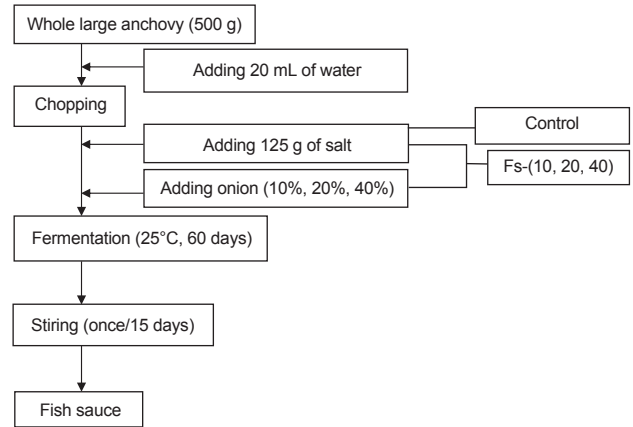 Whole large anchovy (500 g)
Adding 20 mL of water
Chopping
Control
Adding 125 g of salt
Fs-(10, 20, 40)
Adding onion (10%, 20%, 40%)
Fermentation (25°C, 60 days)
Stiring (once/15 days)
Fish sauce